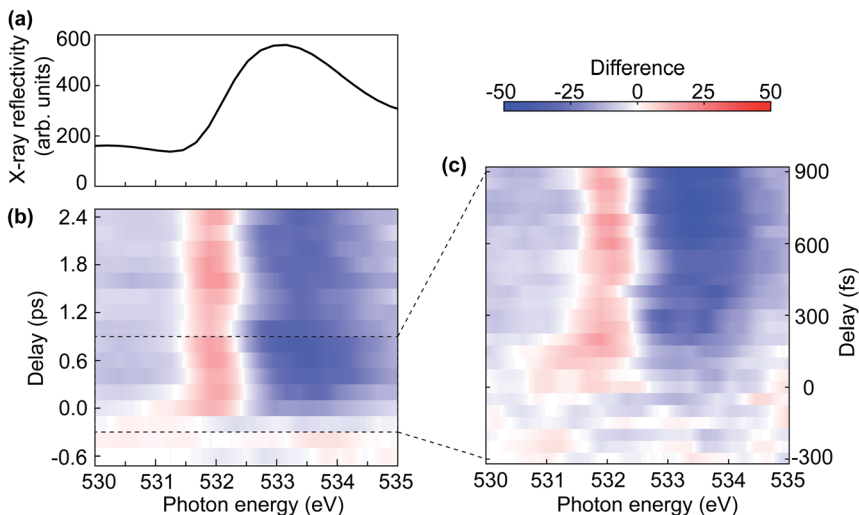 (a)
X-ray reflectivity
(arb. units)
600
400
200
0
Difference
-50 -25 0 25 50
(b)
Delay (ps)
2.4
1.8
1.2
0.6
0.0
-0.6
530 531 532 533 534 535
Photon energy (eV)
(c)
900
600
300
0
-300
Delay (fs)
530 531 532 533 534 535
Photon energy (eV)